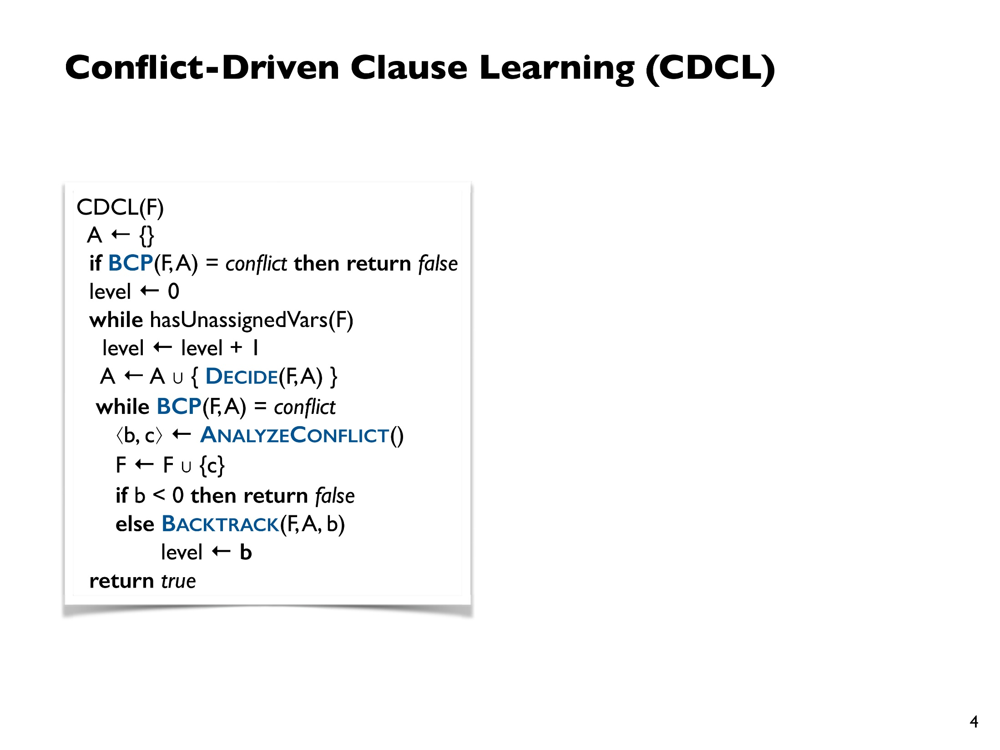 Conflict-Driven Clause Learning (CDCL)
CDCL(F)
A ← {}
if BCP(F, A) = conflict then return false
level ← 0
while hasUnassignedVars(F)
level ← level + 1
A ← A ∪ { DECIDE(F, A) }
while BCP(F, A) = conflict
⟨b, c⟩ ← ANALYZECONFLICT()
F ← F ∪ {c}
if b < 0 then return false
else BACKTRACK(F, A, b)
level ← b
return true
4